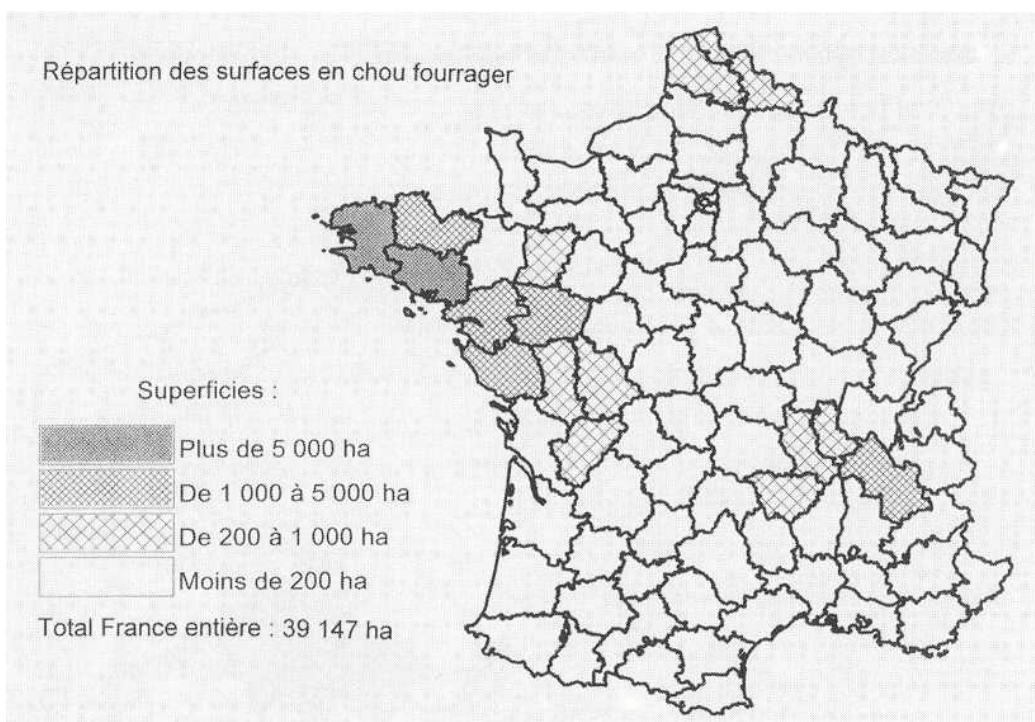 Répartition des surfaces en chou fourrager
Superficies :
Plus de 5 000 ha
De 1 000 à 5 000 ha
De 200 à 1 000 ha
Moins de 200 ha
Total France entière : 39 147 ha